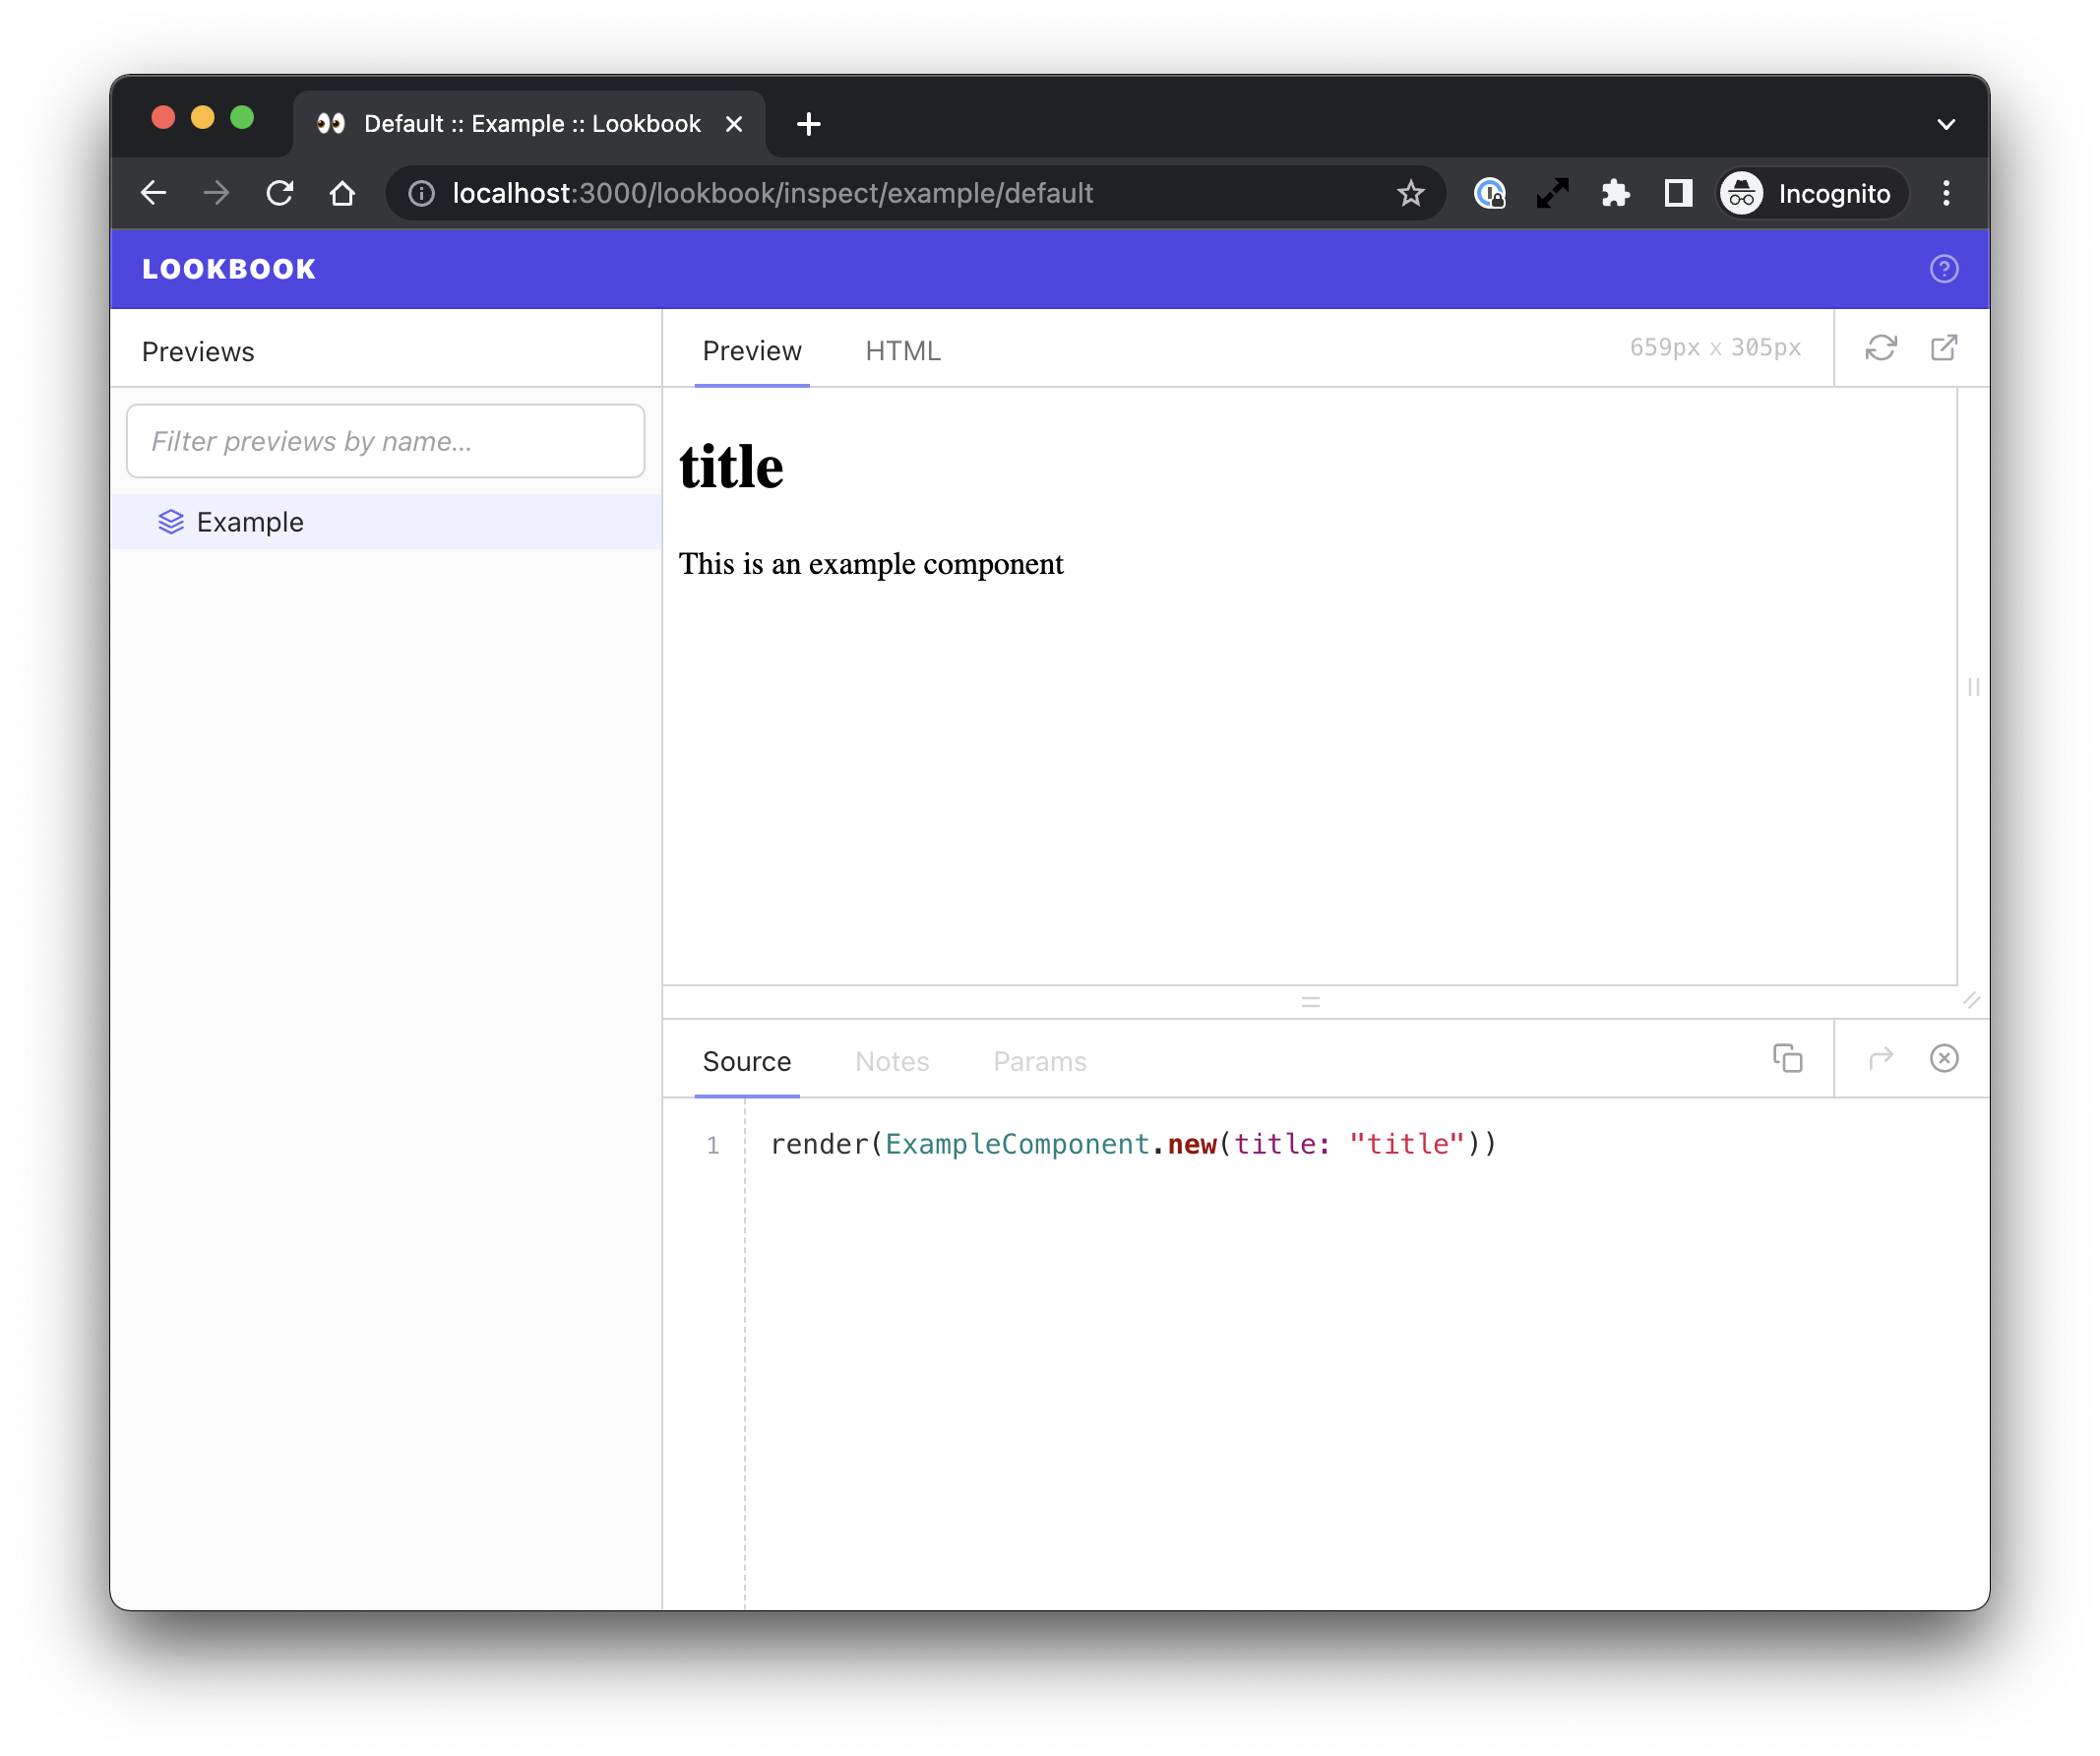 Default :: Example :: Lookbook
localhost:3000/lookbook/inspect/example/default
Incognito
LOOKBOOK
Previews
Preview HTML 659px x 305px
Filter previews by name...
Example
title
This is an example component
Source Notes Params
1 render(ExampleComponent.new(title: "title"))